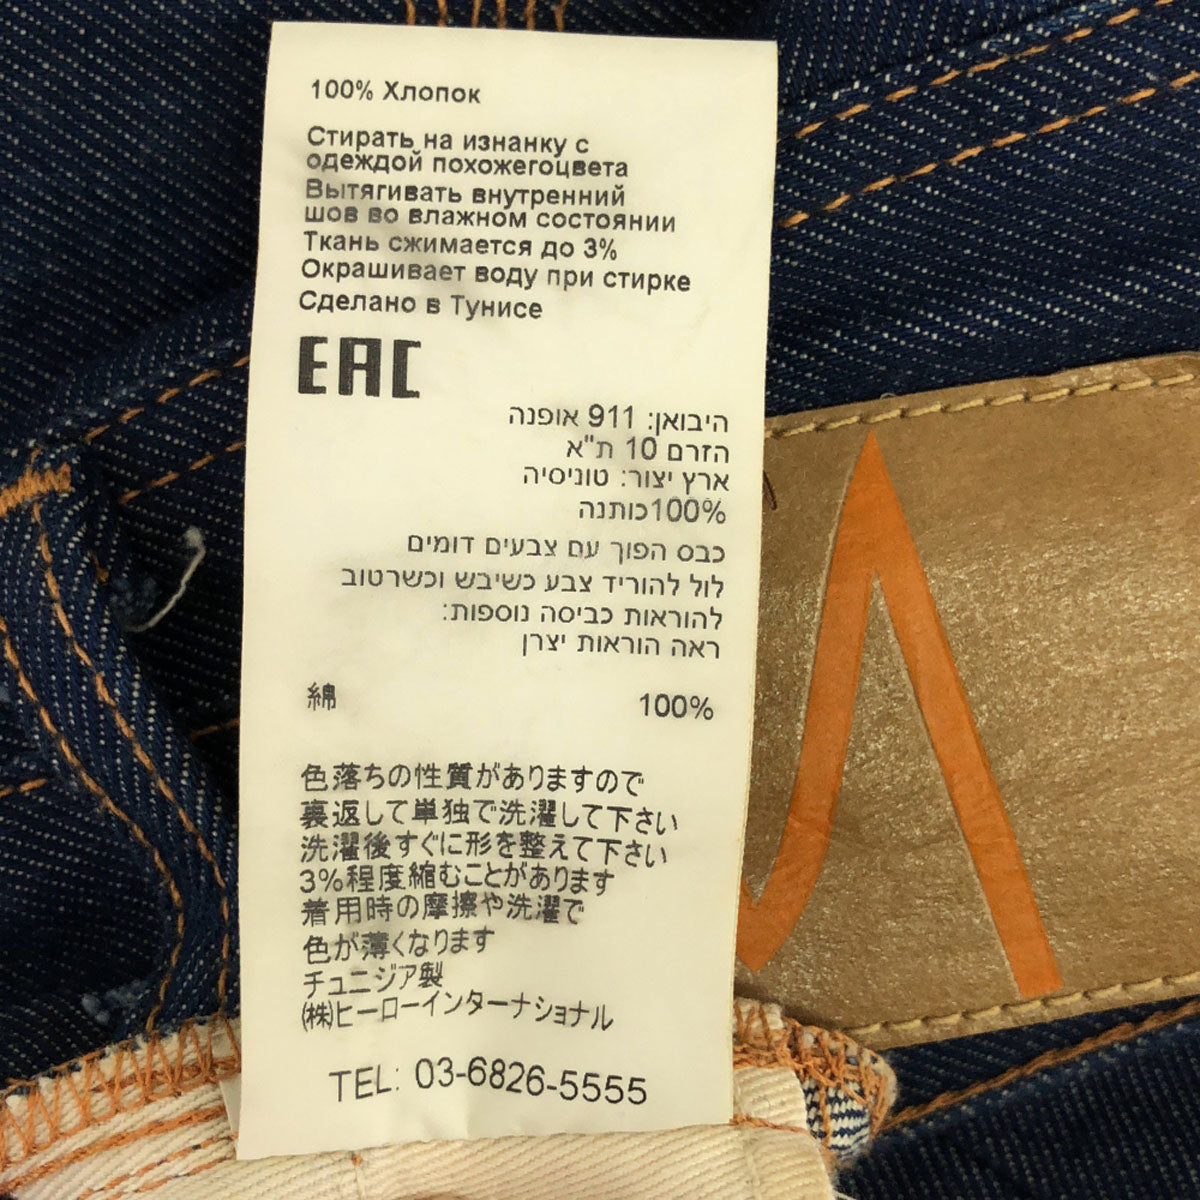 100% Хлопок
Стирать на изнанку с
одеждой похожегоцвета
Вытягивать внутренний
шов во влажном состоянии
Ткань сжимается до 3%
Окрашивает воду при стирке
Сделано в Тунисе
EAC
היבואן: 911 אופנה
הזרם 10 ת"א
ארץ יצור: טוניסיה
100%כותנה
כבס הפוך עם צבעים דומים
לול להוריד צבע כשיבש וכשרטוב
להוראות כביסה נוספות:
ראה הוראות יצרן
綿 100%
色落ちの性質がありますので
裏返して単独で洗濯して下さい
洗濯後すぐに形を整えて下さい
3%程度縮むことがあります
着用時の摩擦や洗濯で
色が薄くなります
チュニジア製
(株)ヒーローインターナショナル
TEL: 03-6826-5555